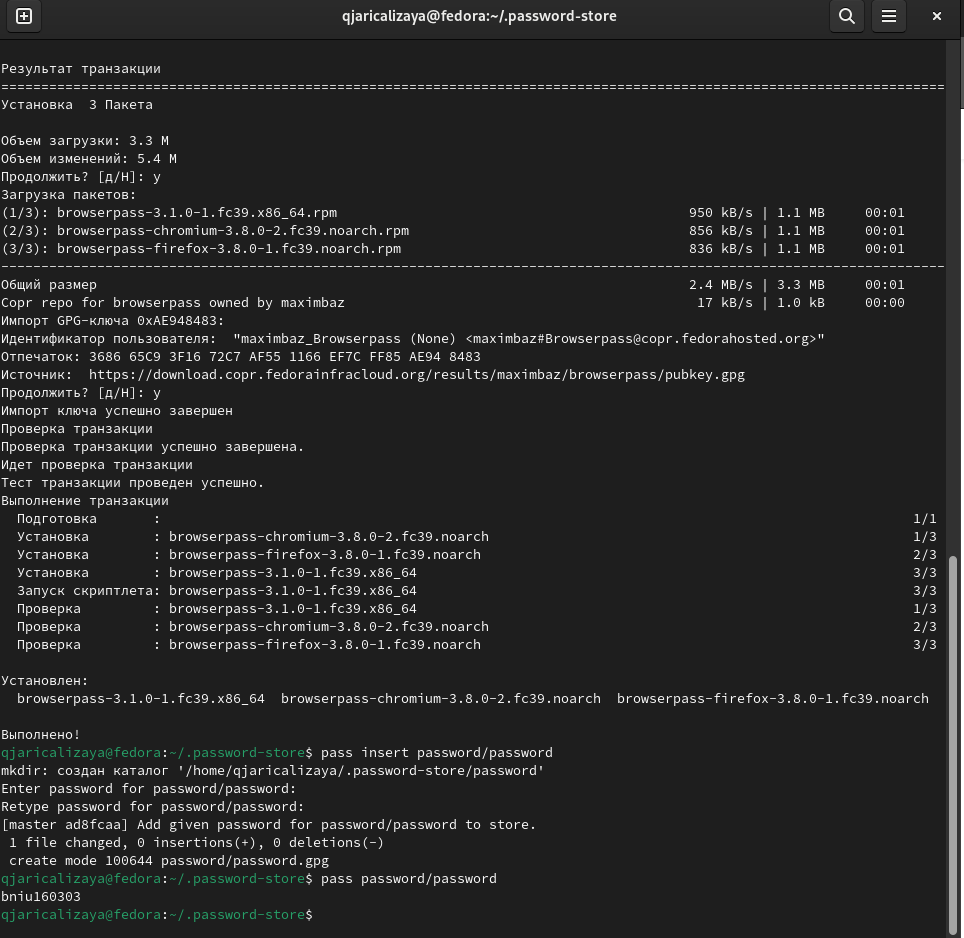 qjaricalizaya@fedora:~/.password-store
Результат транзакции
================================================================================
Установка  3 Пакета
Объем загрузки: 3.3 M
Объем изменений: 5.4 M
Продолжить? [д/Н]: y
Загрузка пакетов:
(1/3): browserpass-3.1.0-1.fc39.x86_64.rpm 950 kB/s | 1.1 MB 00:01
(2/3): browserpass-chromium-3.8.0-2.fc39.noarch.rpm 856 kB/s | 1.1 MB 00:01
(3/3): browserpass-firefox-3.8.0-1.fc39.noarch.rpm 836 kB/s | 1.1 MB 00:01
--------------------------------------------------------------------------------
Общий размер 2.4 MB/s | 3.3 MB 00:01
Copr repo for browserpass owned by maximbaz 17 kB/s | 1.0 kB 00:00
Импорт GPG-ключа 0xAE948483:
Идентификатор пользователя:  "maximbaz_Browserpass (None) <maximbaz#Browserpass@copr.fedorahosted.org>"
Отпечаток: 3686 65C9 3F16 72C7 AF55 1166 EF7C FF85 AE94 8483
Источник:  https://download.copr.fedorainfracloud.org/results/maximbaz/browserpass/pubkey.gpg
Продолжить? [д/Н]: y
Импорт ключа успешно завершен
Проверка транзакции
Проверка транзакции успешно завершена.
Идет проверка транзакции
Тест транзакции проведен успешно.
Выполнение транзакции
Подготовка : 1/1
Установка : browserpass-chromium-3.8.0-2.fc39.noarch 1/3
Установка : browserpass-firefox-3.8.0-1.fc39.noarch 2/3
Установка : browserpass-3.1.0-1.fc39.x86_64 3/3
Запуск скриптлета: browserpass-3.1.0-1.fc39.x86_64 3/3
Проверка : browserpass-3.1.0-1.fc39.x86_64 1/3
Проверка : browserpass-chromium-3.8.0-2.fc39.noarch 2/3
Проверка : browserpass-firefox-3.8.0-1.fc39.noarch 3/3
Установлен:
browserpass-3.1.0-1.fc39.x86_64  browserpass-chromium-3.8.0-2.fc39.noarch  browserpass-firefox-3.8.0-1.fc39.noarch
Выполнено!
qjaricalizaya@fedora:~/.password-store$ pass insert password/password
mkdir: создан каталог '/home/qjaricalizaya/.password-store/password'
Enter password for password/password:
Retype password for password/password:
[master ad8fcaa] Add given password for password/password to store.
1 file changed, 0 insertions(+), 0 deletions(-)
create mode 100644 password/password.gpg
qjaricalizaya@fedora:~/.password-store$ pass password/password
bniu160303
qjaricalizaya@fedora:~/.password-store$